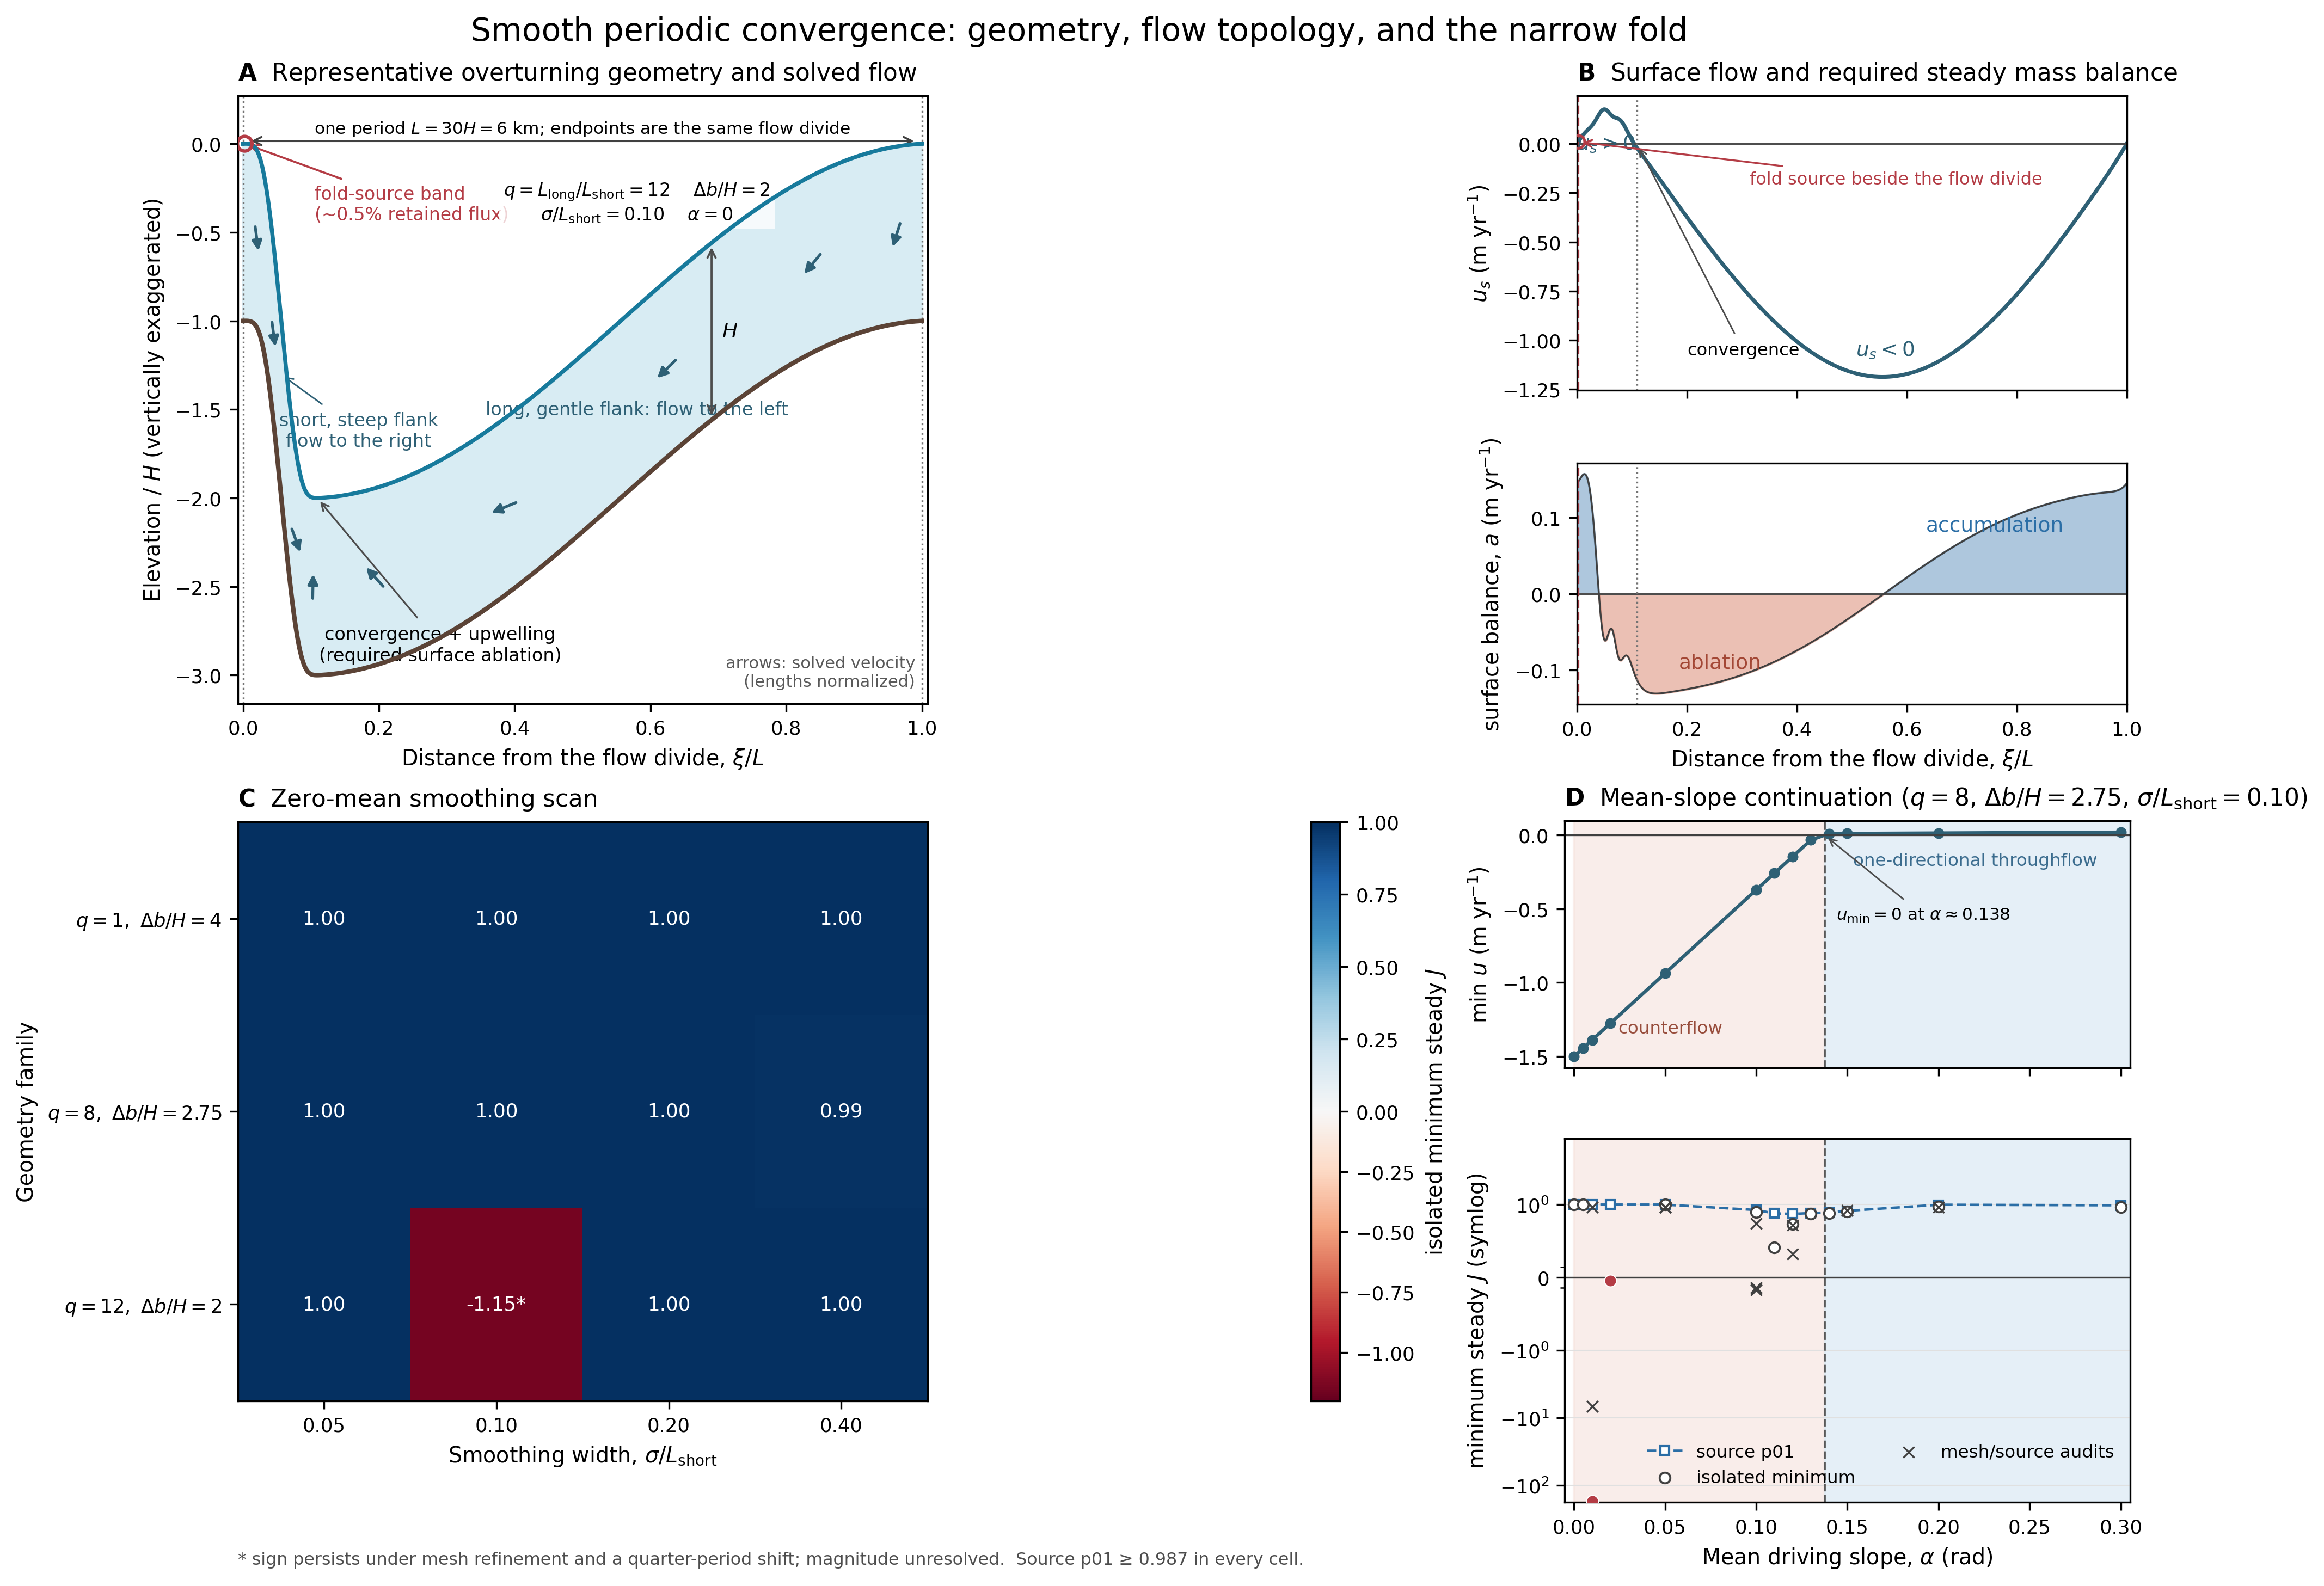 Smooth periodic convergence: geometry, flow topology, and the narrow fold
A Representative overturning geometry and solved flow
Elevation / H (vertically exaggerated)
0.0
−0.5
−1.0
−1.5
−2.0
−2.5
−3.0
one period L = 30H = 6 km; endpoints are the same flow divide
fold-source band
(~0.5% retained flux)
q = L_long/L_short = 12 Δb/H = 2
σ/L_short = 0.10 α = 0
H
short, steep flank
flow to the right
long, gentle flank: flow to the left
convergence + upwelling
(required surface ablation)
arrows: solved velocity
(lengths normalized)
0.0 0.2 0.4 0.6 0.8 1.0
Distance from the flow divide, ξ/L
B Surface flow and required steady mass balance
u_s (m yr⁻¹)
0.00
−0.25
−0.50
−0.75
−1.00
−1.25
u_s > 0
fold source beside the flow divide
convergence
u_s < 0
surface balance, a (m yr⁻¹)
0.1
0.0
−0.1
accumulation
ablation
0.0 0.2 0.4 0.6 0.8 1.0
Distance from the flow divide, ξ/L
C Zero-mean smoothing scan
Geometry family
q = 1, Δb/H = 4
1.00 1.00 1.00 1.00
q = 8, Δb/H = 2.75
1.00 1.00 1.00 0.99
q = 12, Δb/H = 2
1.00 -1.15* 1.00 1.00
0.05 0.10 0.20 0.40
Smoothing width, σ/L_short
1.00
0.75
0.50
0.25
0.00
−0.25
−0.50
−0.75
−1.00
isolated minimum steady J
D Mean-slope continuation (q = 8, Δb/H = 2.75, σ/L_short = 0.10)
min u (m yr⁻¹)
0.0
−0.5
−1.0
−1.5
one-directional throughflow
u_min = 0 at α ≈ 0.138
counterflow
minimum steady J (symlog)
10⁰
0
−10⁰
−10¹
−10²
source p01
isolated minimum
mesh/source audits
0.00 0.05 0.10 0.15 0.20 0.25 0.30
Mean driving slope, α (rad)
* sign persists under mesh refinement and a quarter-period shift; magnitude unresolved. Source p01 ≥ 0.987 in every cell.